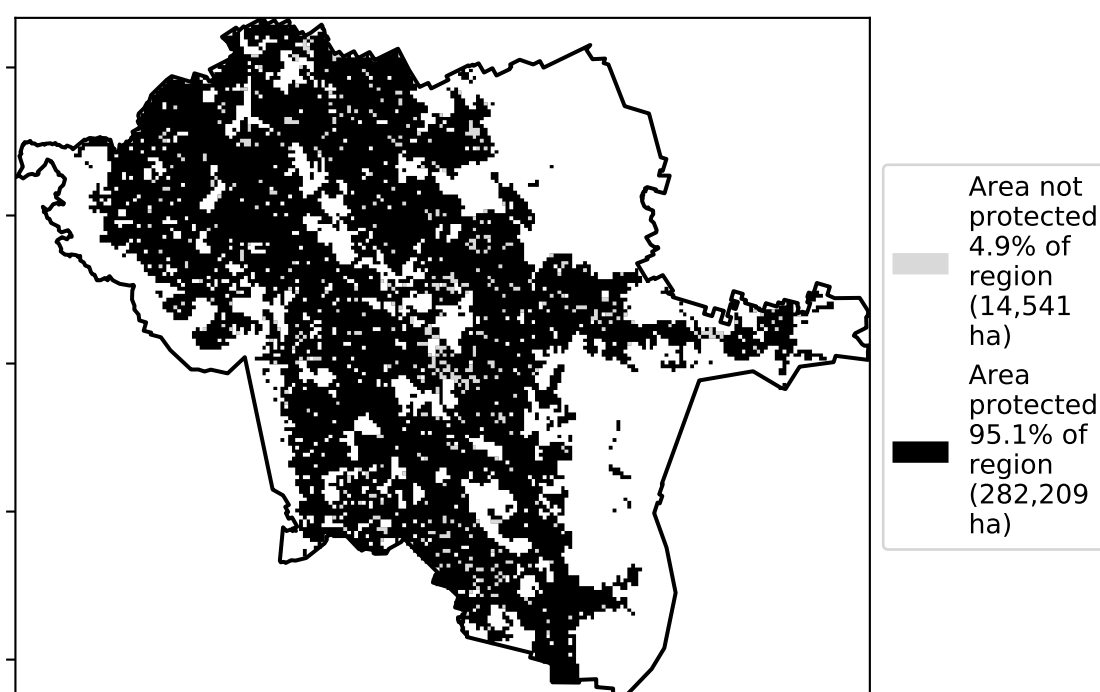 Area not
protected
4.9% of
region
(14,541
ha)
Area
protected
95.1% of
region
(282,209
ha)